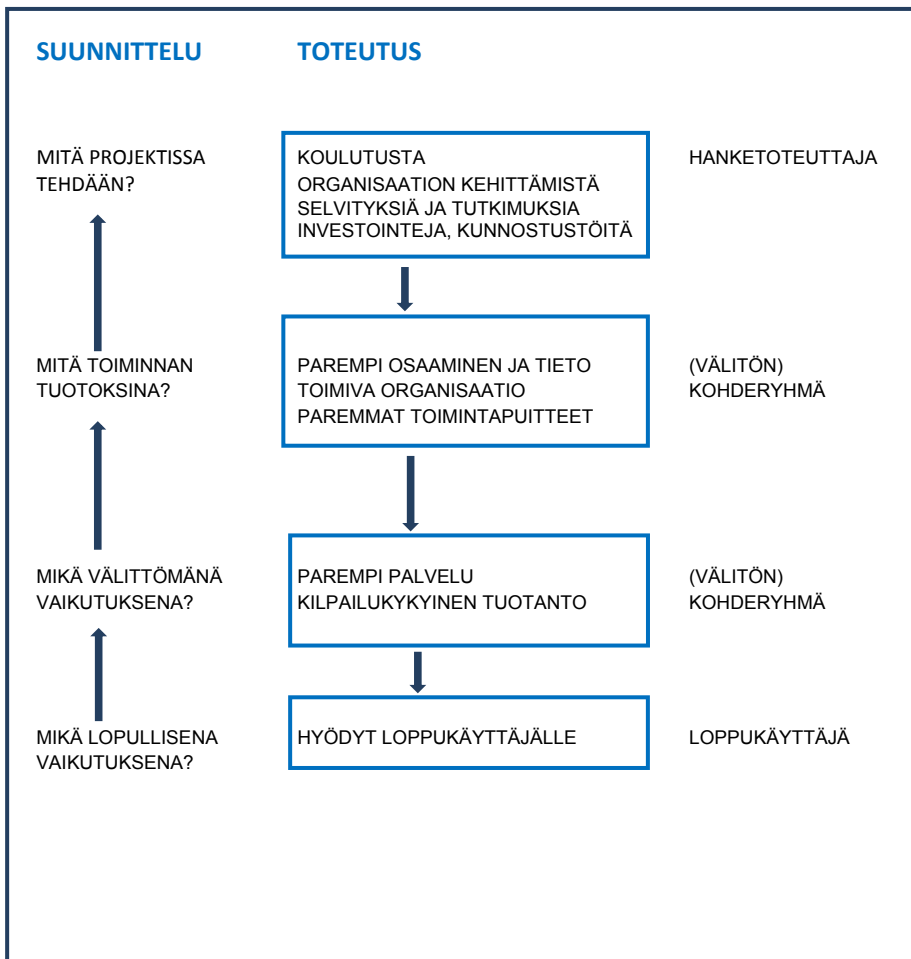 SUUNNITTELU TOTEUTUS
MITÄ PROJEKTISSA
TEHDÄÄN?
KOULUTUSTA
ORGANISAATION KEHITTÄMISTÄ
SELVITYKSIÄ JA TUTKIMUKSIA
INVESTOINTEJA, KUNNOSTUSTÖITÄ
HANKETOTEUTTAJA
MITÄ TOIMINNAN
TUOTOKSINA?
PAREMPI OSAAMINEN JA TIETO
TOIMIVA ORGANISAATIO
PAREMMAT TOIMINTAPUITTEET
(VÄLITÖN)
KOHDERYHMÄ
MIKÄ VÄLITTÖMÄNÄ
VAIKUTUKSENA?
PAREMPI PALVELU
KILPAILUKYKYINEN TUOTANTO
(VÄLITÖN)
KOHDERYHMÄ
MIKÄ LOPULLISENA
VAIKUTUKSENA?
HYÖDYT LOPPUKÄYTTÄJÄLLE
LOPPUKÄYTTÄJÄ